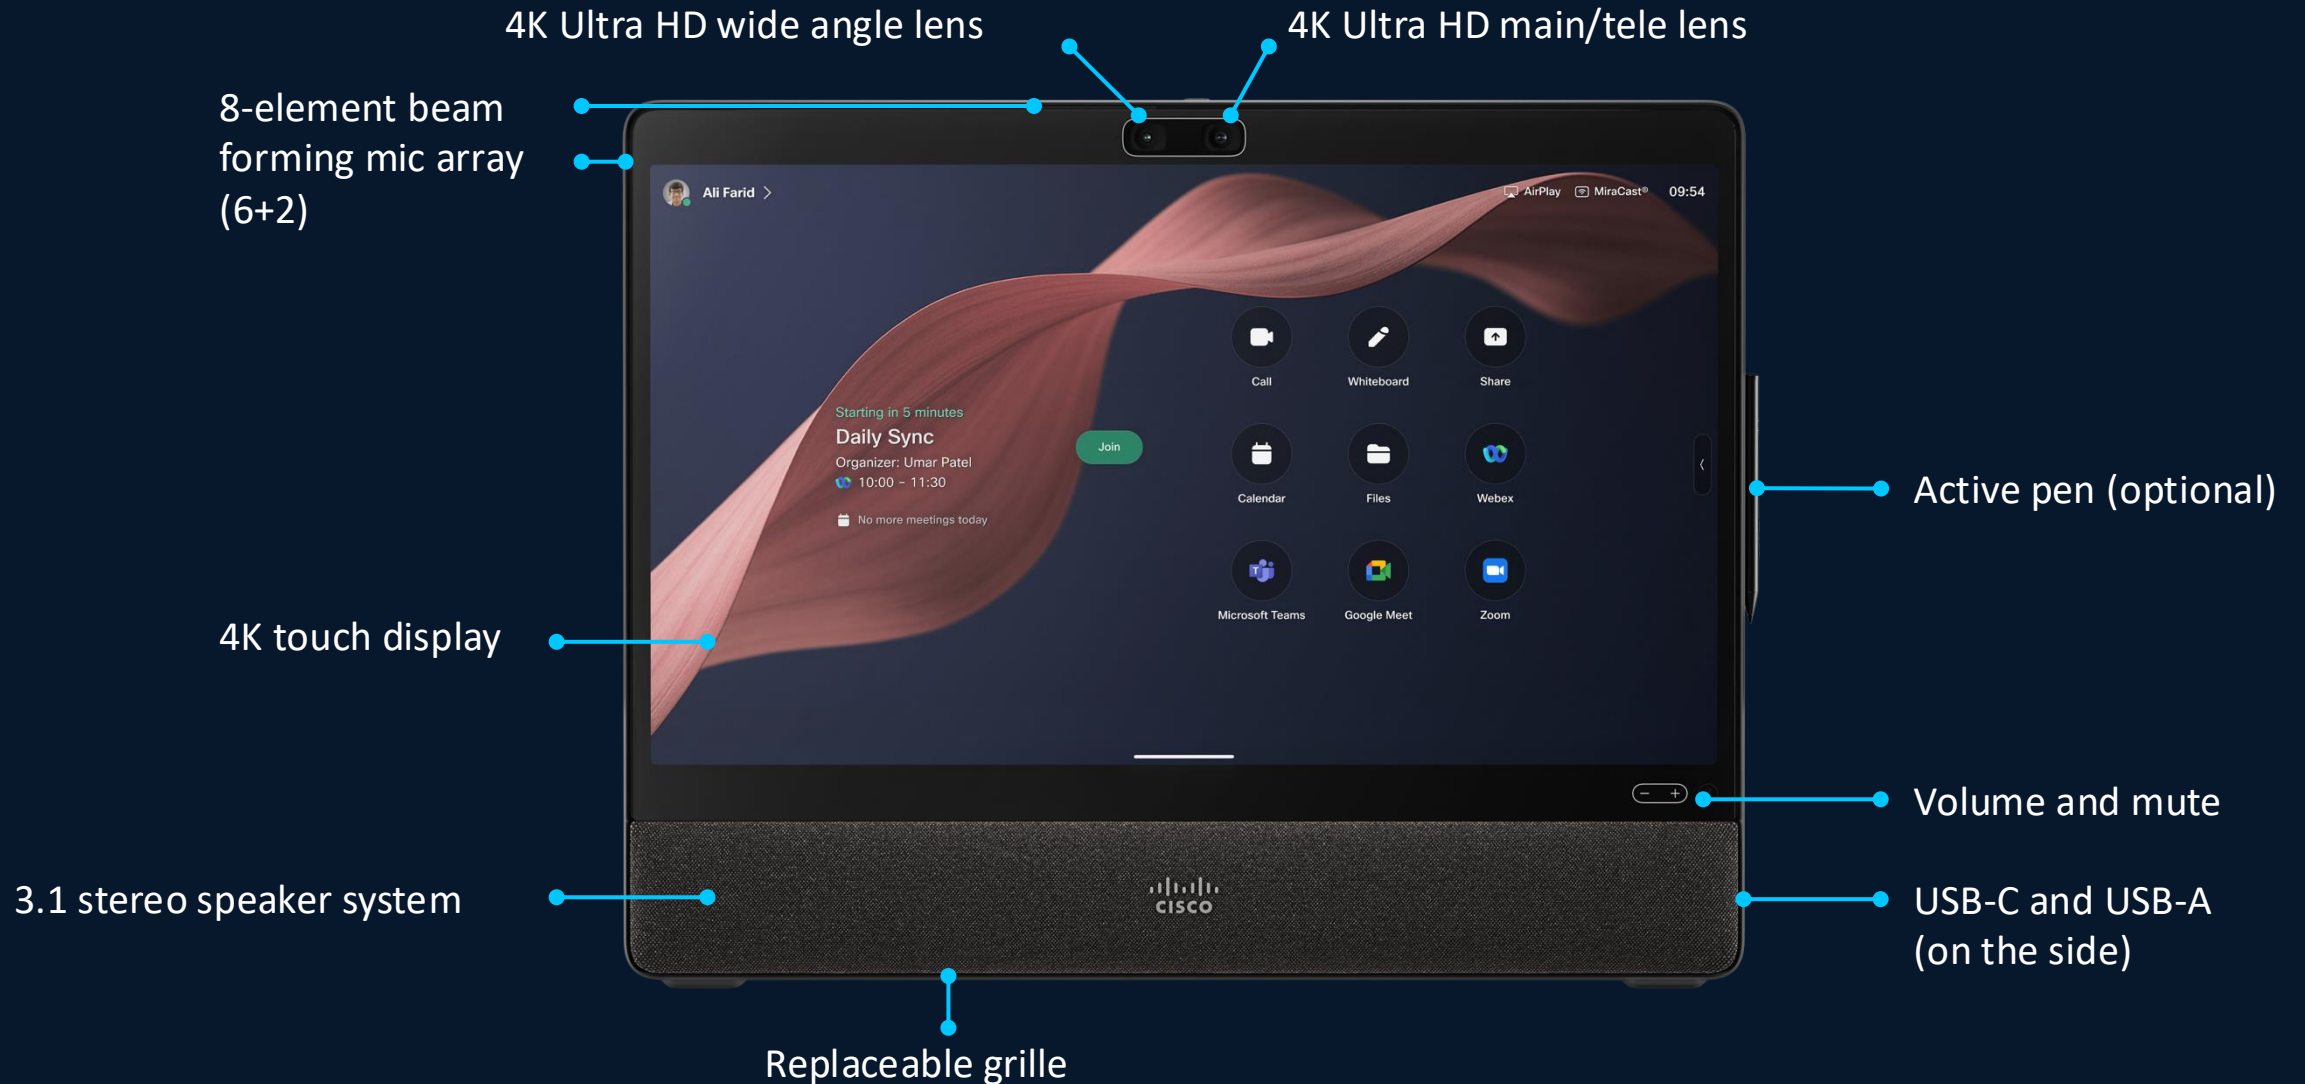 4K Ultra HD wide angle lens
4K Ultra HD main/tele lens
8-element beam
forming mic array
(6+2)
Ali Farid
AirPlay
MiraCast®
09:54
Call
Whiteboard
Share
Starting in 5 minutes
Daily Sync
Organizer: Umar Patel
10:00 – 11:30
No more meetings today
Join
Calendar
Files
Webex
Microsoft Teams
Google Meet
Zoom
Active pen (optional)
4K touch display
Volume and mute
3.1 stereo speaker system
CISCO
USB-C and USB-A
(on the side)
Replaceable grille